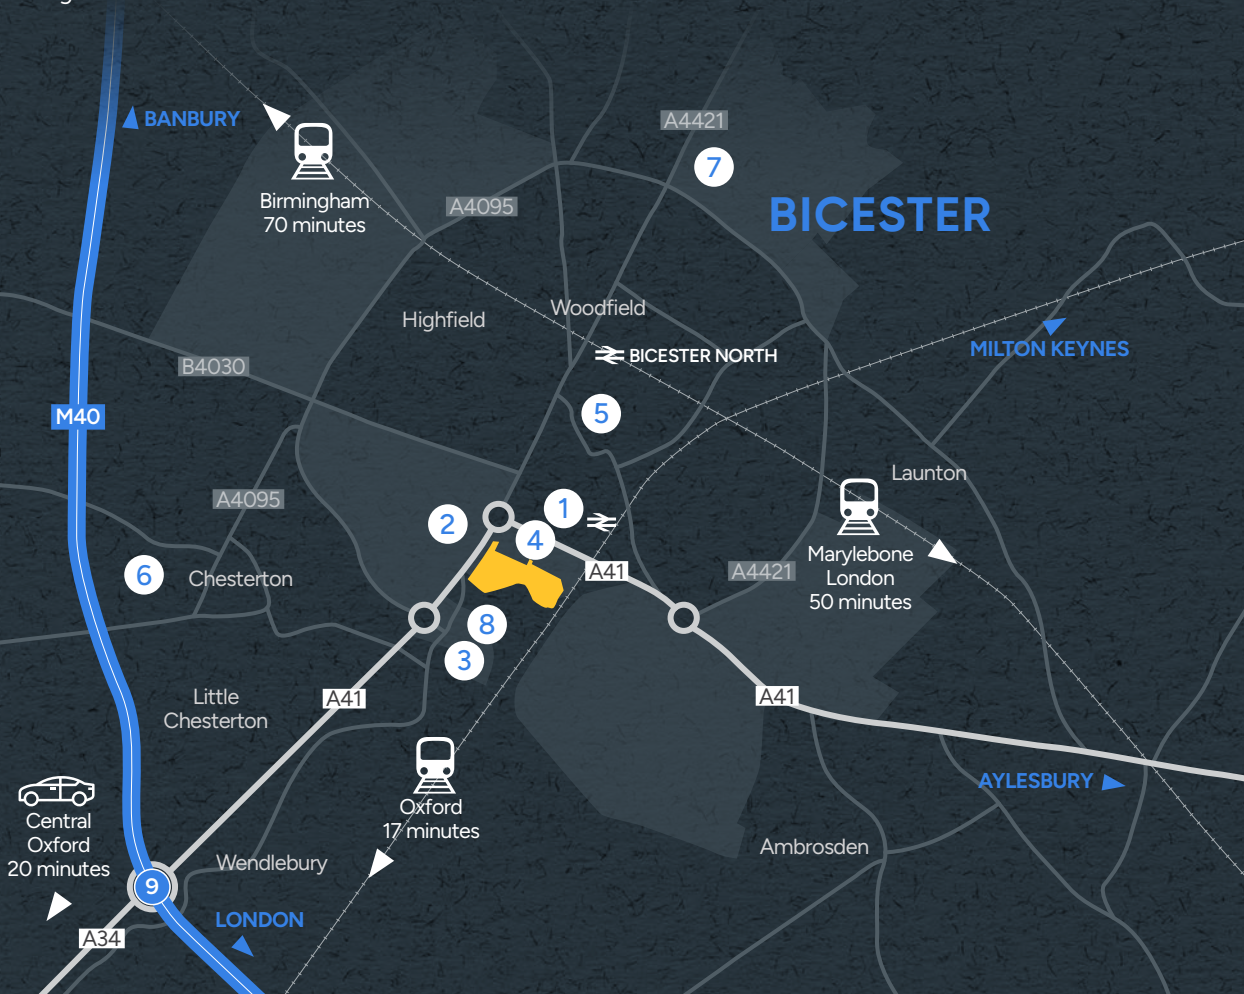 BANBURY
A4421
7
Birmingham
70 minutes
A4095
BICESTER
Woodfield
Highfield
MILTON KEYNES
BICESTER NORTH
B4030
M40
5
Launton
A4095
1
2
4
Marylebone
London
50 minutes
A41
A4421
6
Chesterton
8
3
A41
A41
Little
Chesterton
AYLESBURY
Oxford
17 minutes
Central
Oxford
20 minutes
Ambrosden
Wendlebury
9
LONDON
A34